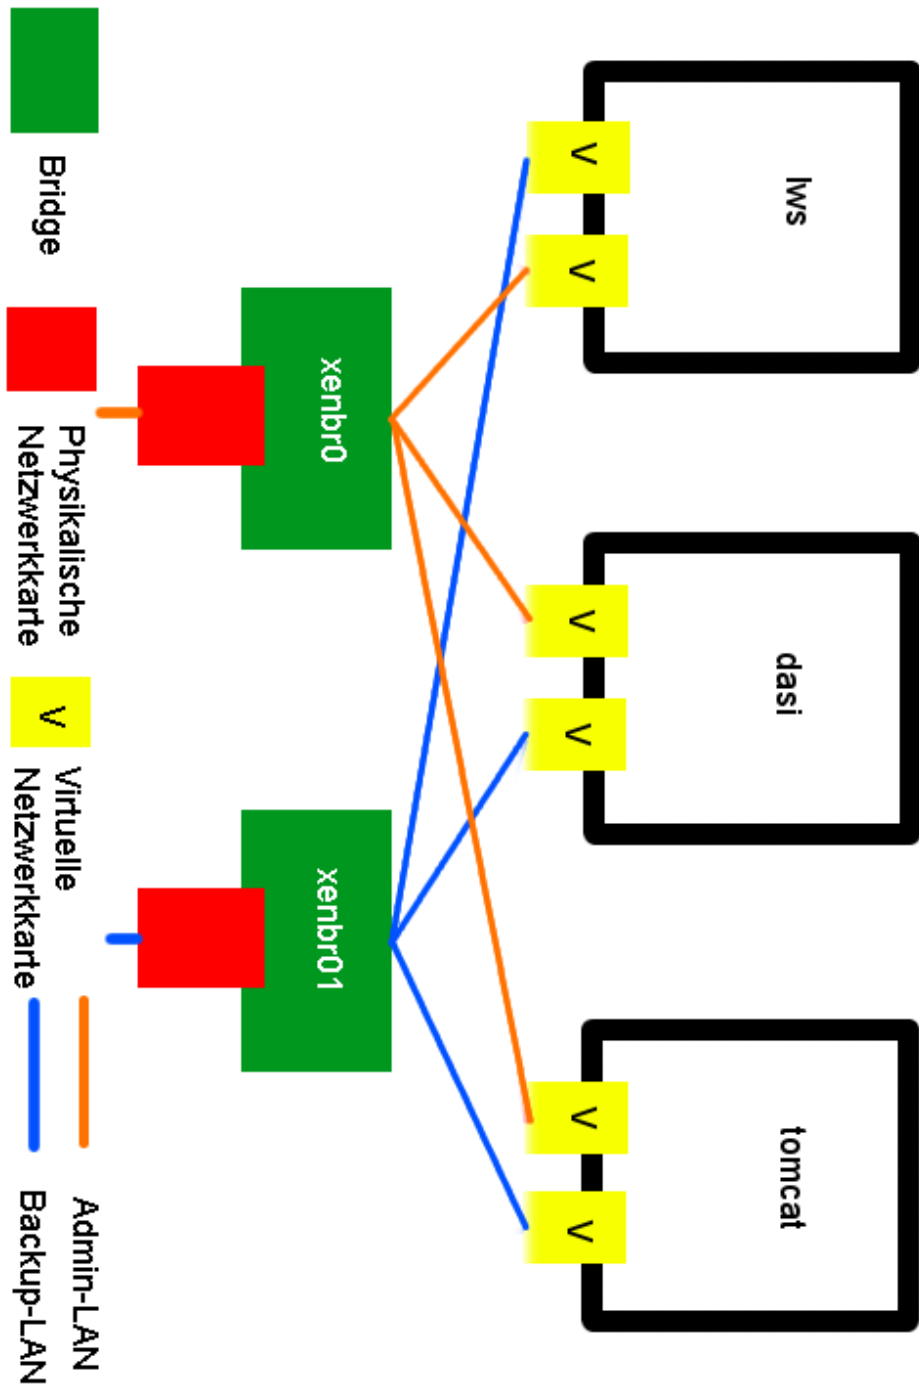 lws
dasi
tomcat
V
V
V
V
V
V
xenbr0
xenbr01
Bridge
Physikalische
Netzwerkkarte
V
Virtuelle
Netzwerkkarte
Admin-LAN
Backup-LAN